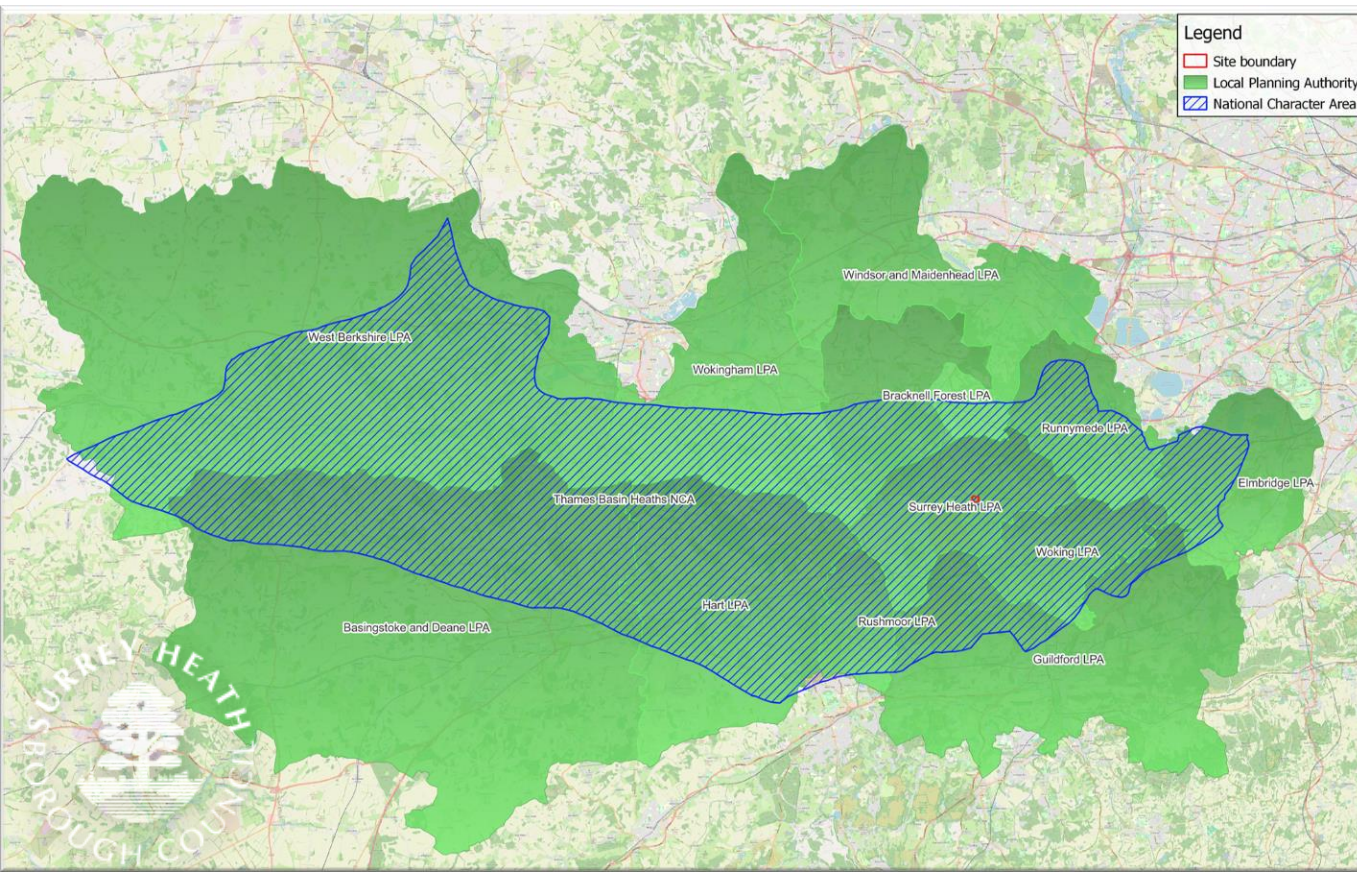 Legend
Site boundary
Local Planning Authority
National Character Area
Windsor and Maidenhead LPA
West Berkshire LPA
Wokingham LPA
Bracknell Forest LPA
Runnymede LPA
Elmbridge LPA
Thames Basin Heaths NCA
Surrey Heath LPA
Woking LPA
Hart LPA
Rushmoor LPA
Basingstoke and Deane LPA
Guildford LPA
SURREY HEATH
BOROUGH COUNCIL